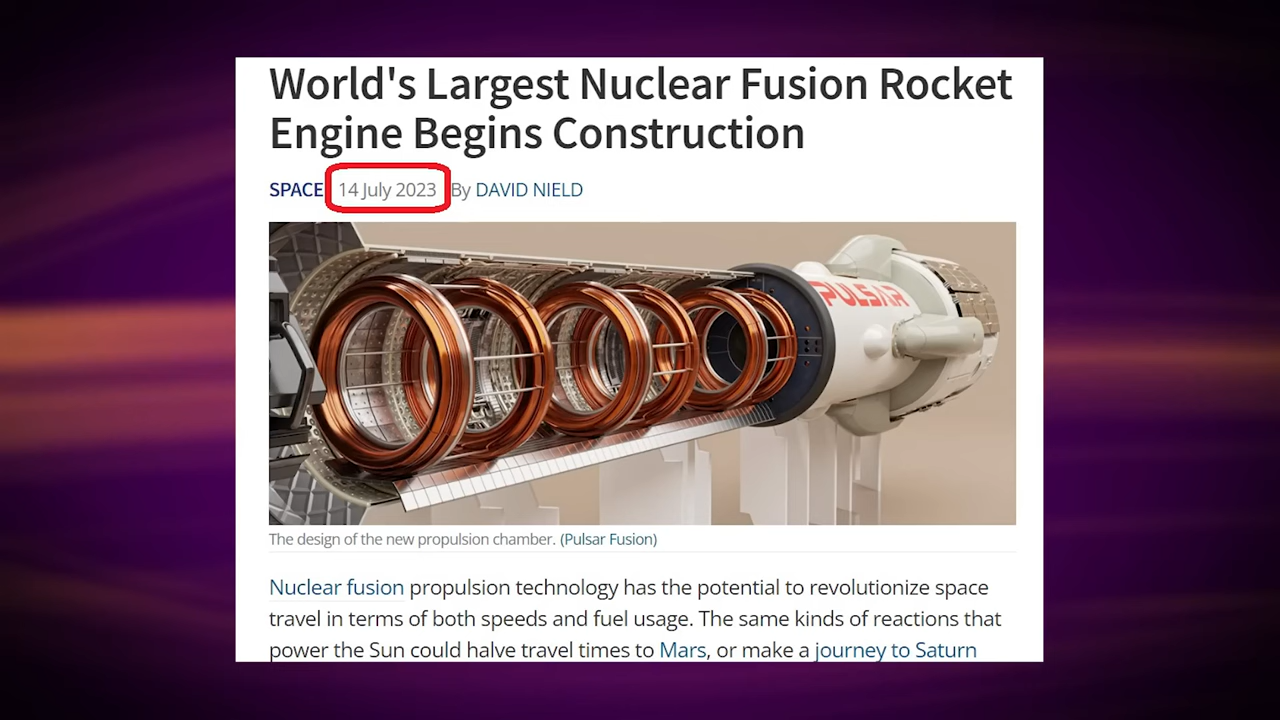 World's Largest Nuclear Fusion Rocket
Engine Begins Construction
SPACE 14 July 2023 By DAVID NIELD
PULSAR
The design of the new propulsion chamber. (Pulsar Fusion)
Nuclear fusion propulsion technology has the potential to revolutionize space
travel in terms of both speeds and fuel usage. The same kinds of reactions that
power the Sun could halve travel times to Mars, or make a journey to Saturn